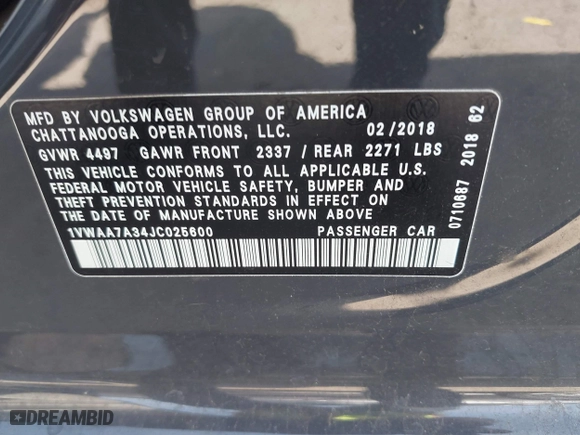 MFD BY VOLKSWAGEN GROUP OF AMERICA
CHATTANOOGA OPERATIONS, LLC. 02/2018
GVWR 4497 GAWR FRONT 2337 / REAR 2271 LBS
THIS VEHICLE CONFORMS TO ALL APPLICABLE U.S.
FEDERAL MOTOR VEHICLE SAFETY, BUMPER AND
THEFT PREVENTION STANDARDS IN EFFECT ON
THE DATE OF MANUFACTURE SHOWN ABOVE
1VWAA7A34JC025600 PASSENGER CAR
0710687 2018 62
DREAMBID